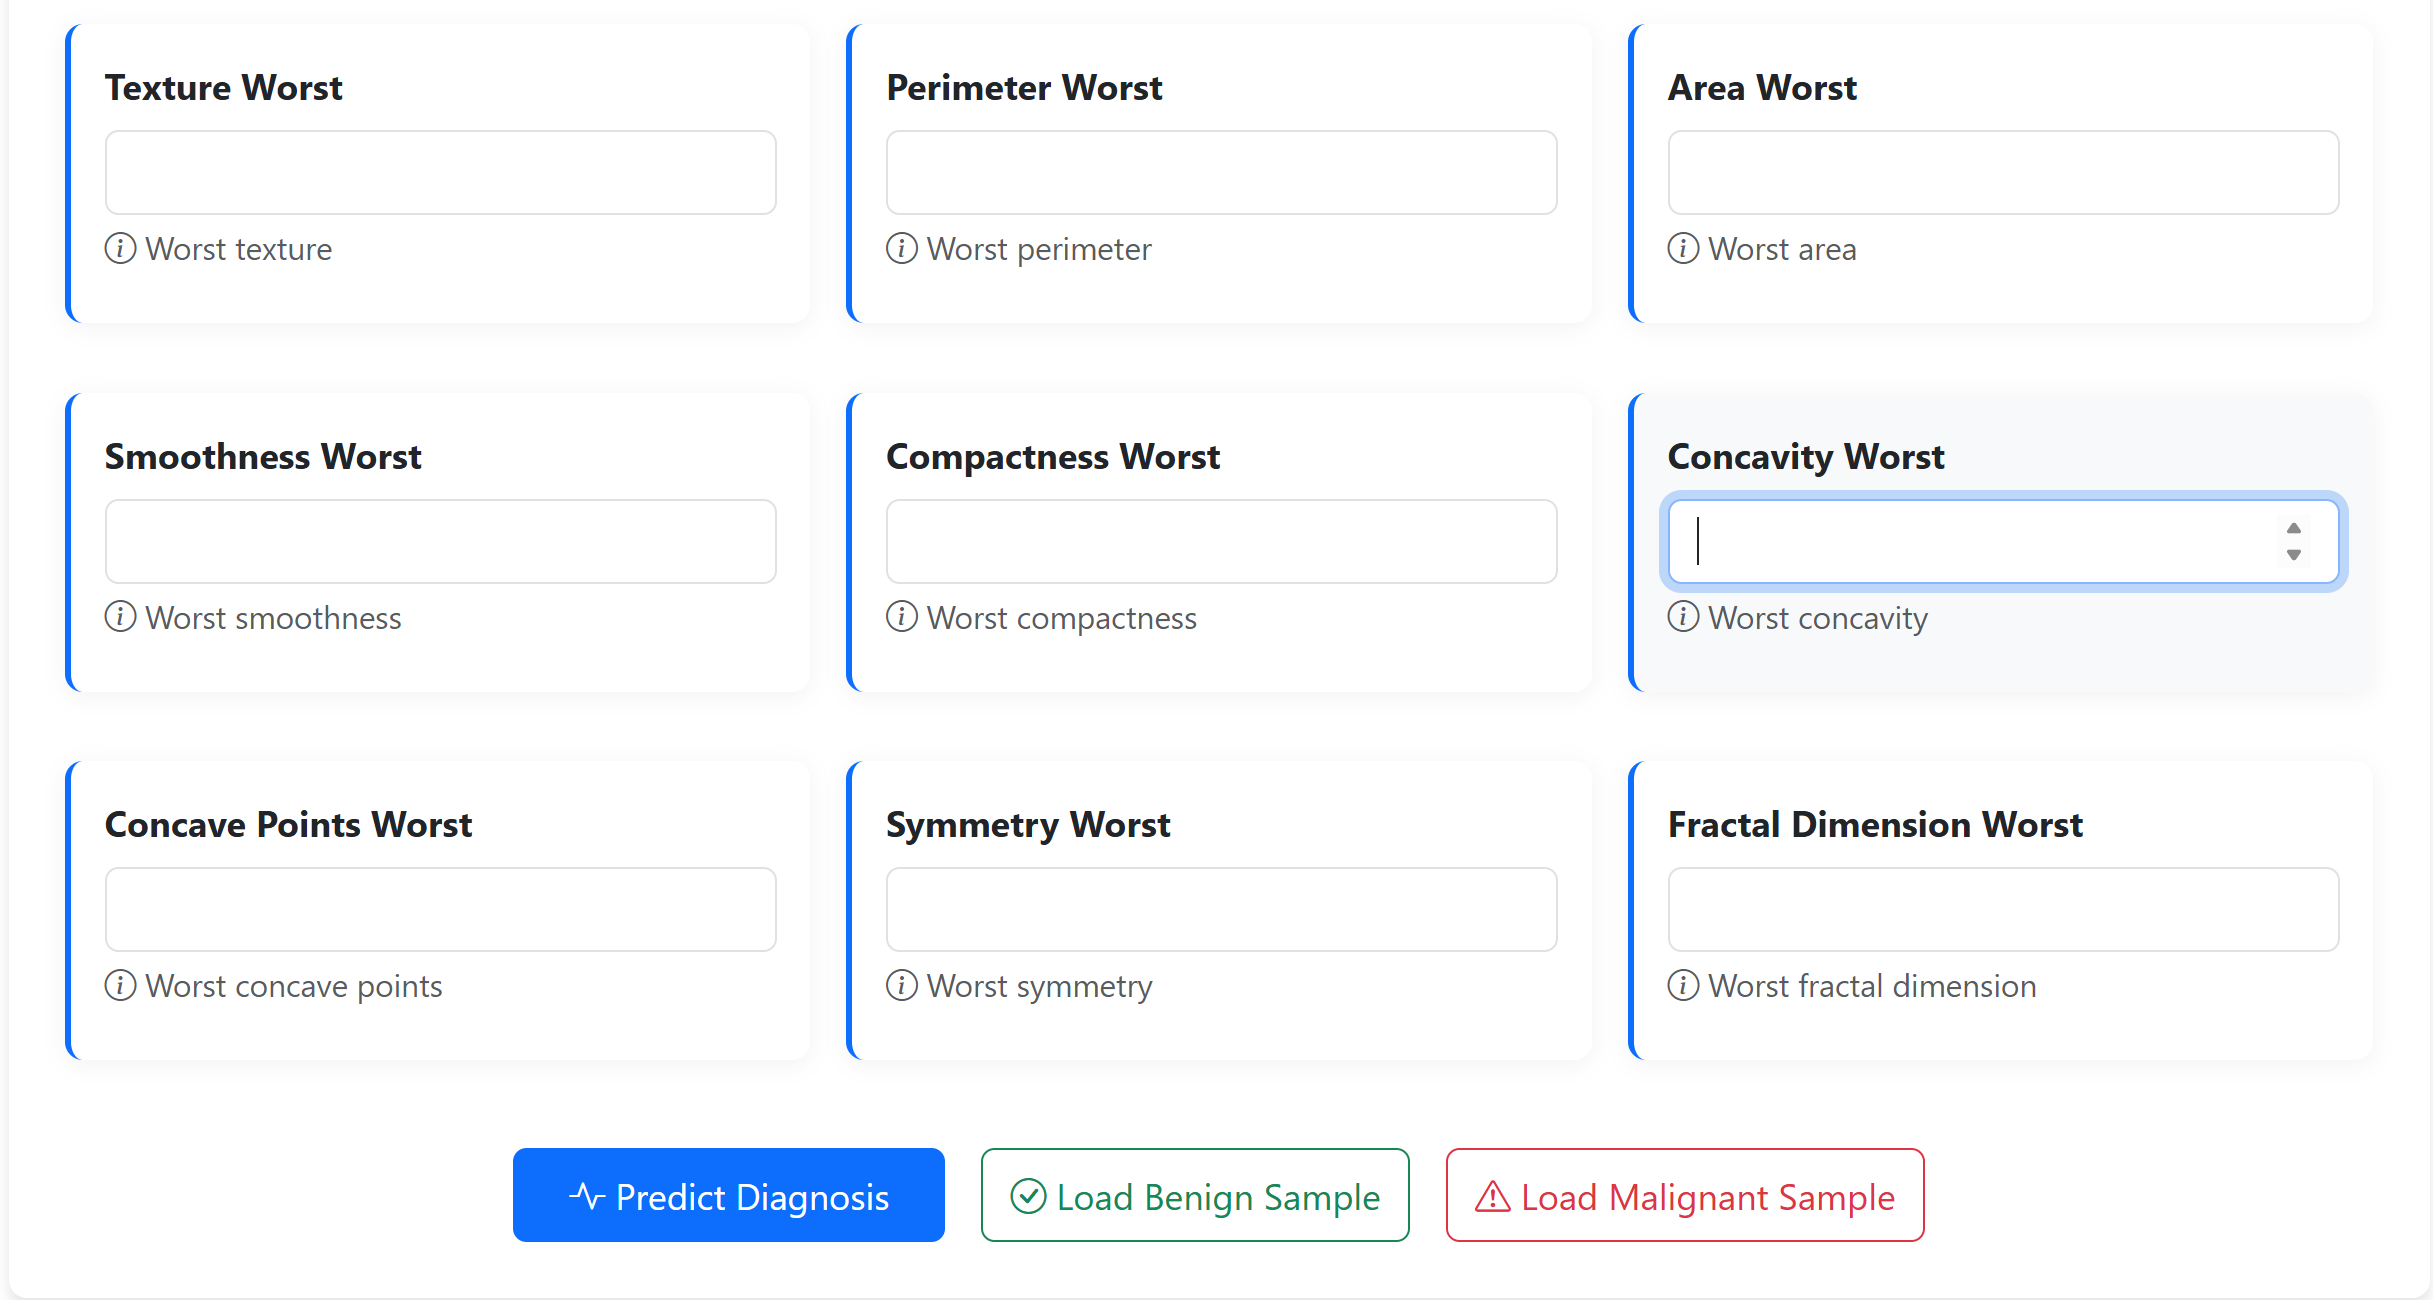 Texture Worst
Perimeter Worst
Area Worst
Worst texture
Worst perimeter
Worst area
Smoothness Worst
Compactness Worst
Concavity Worst
Worst smoothness
Worst compactness
Worst concavity
Concave Points Worst
Symmetry Worst
Fractal Dimension Worst
Worst concave points
Worst symmetry
Worst fractal dimension
Predict Diagnosis
Load Benign Sample
Load Malignant Sample